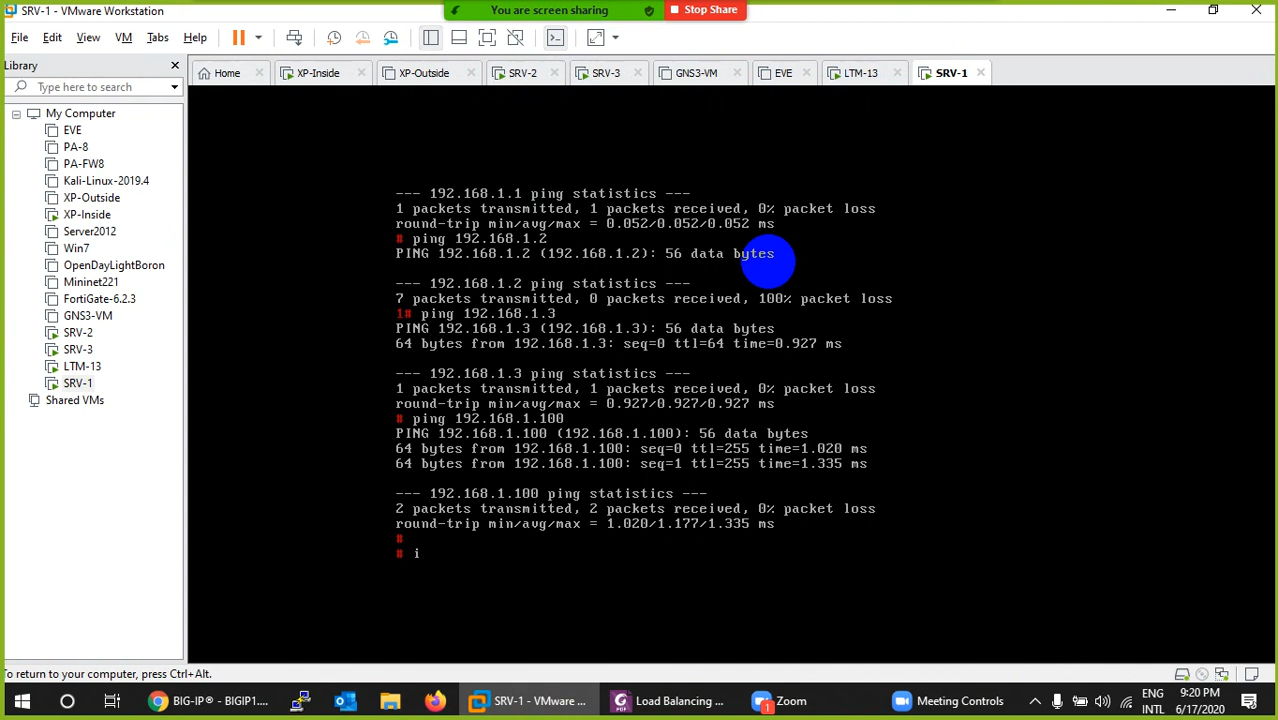 SRV-1 - VMware Workstation
You are screen sharing
Stop Share
File Edit View VM Tabs Help
Library
Type here to search
Home
XP-Inside
XP-Outside
SRV-2
SRV-3
GNS3-VM
EVE
LTM-13
SRV-1
My Computer
EVE
PA-8
PA-FW8
Kali-Linux-2019.4
XP-Outside
XP-Inside
Server2012
Win7
OpenDayLightBoron
Mininet221
FortiGate-6.2.3
GNS3-VM
SRV-2
SRV-3
LTM-13
SRV-1
Shared VMs
--- 192.168.1.1 ping statistics ---
1 packets transmitted, 1 packets received, 0% packet loss
round-trip min/avg/max = 0.052/0.052/0.052 ms
# ping 192.168.1.2
PING 192.168.1.2 (192.168.1.2): 56 data bytes
--- 192.168.1.2 ping statistics ---
7 packets transmitted, 0 packets received, 100% packet loss
1# ping 192.168.1.3
PING 192.168.1.3 (192.168.1.3): 56 data bytes
64 bytes from 192.168.1.3: seq=0 ttl=64 time=0.927 ms
--- 192.168.1.3 ping statistics ---
1 packets transmitted, 1 packets received, 0% packet loss
round-trip min/avg/max = 0.927/0.927/0.927 ms
# ping 192.168.1.100
PING 192.168.1.100 (192.168.1.100): 56 data bytes
64 bytes from 192.168.1.100: seq=0 ttl=255 time=1.020 ms
64 bytes from 192.168.1.100: seq=1 ttl=255 time=1.335 ms
--- 192.168.1.100 ping statistics ---
2 packets transmitted, 2 packets received, 0% packet loss
round-trip min/avg/max = 1.020/1.177/1.335 ms
#
# i
To return to your computer, press Ctrl+Alt.
BIG-IP® - BIGIP1....
SRV-1 - VMware ...
Load Balancing ...
Zoom
1
Meeting Controls
ENG
INTL
9:20 PM
6/17/2020